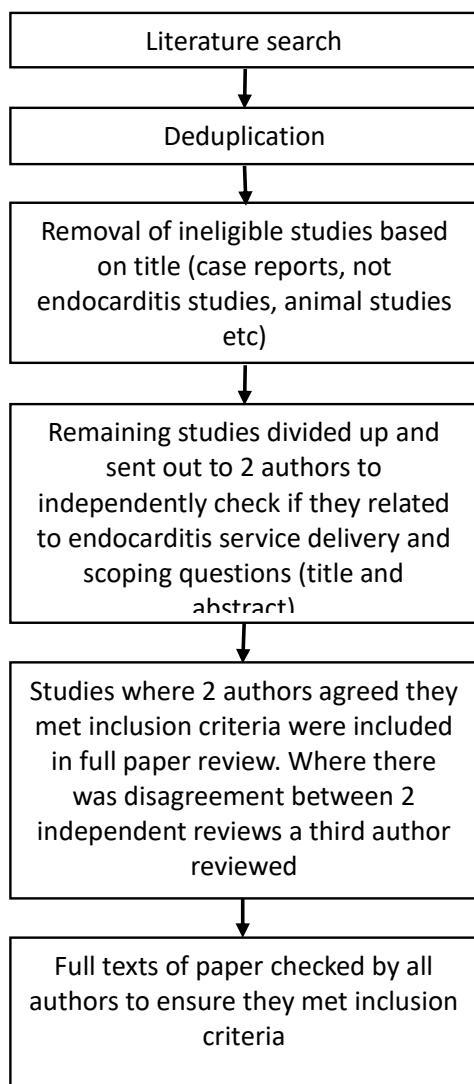 Literature search
Deduplication
Removal of ineligible studies based
on title (case reports, not
endocarditis studies, animal studies
etc)
Remaining studies divided up and
sent out to 2 authors to
independently check if they related
to endocarditis service delivery and
scoping questions (title and
abstract)
Studies where 2 authors agreed they
met inclusion criteria were included
in full paper review. Where there
was disagreement between 2
independent reviews a third author
reviewed
Full texts of paper checked by all
authors to ensure they met inclusion
criteria